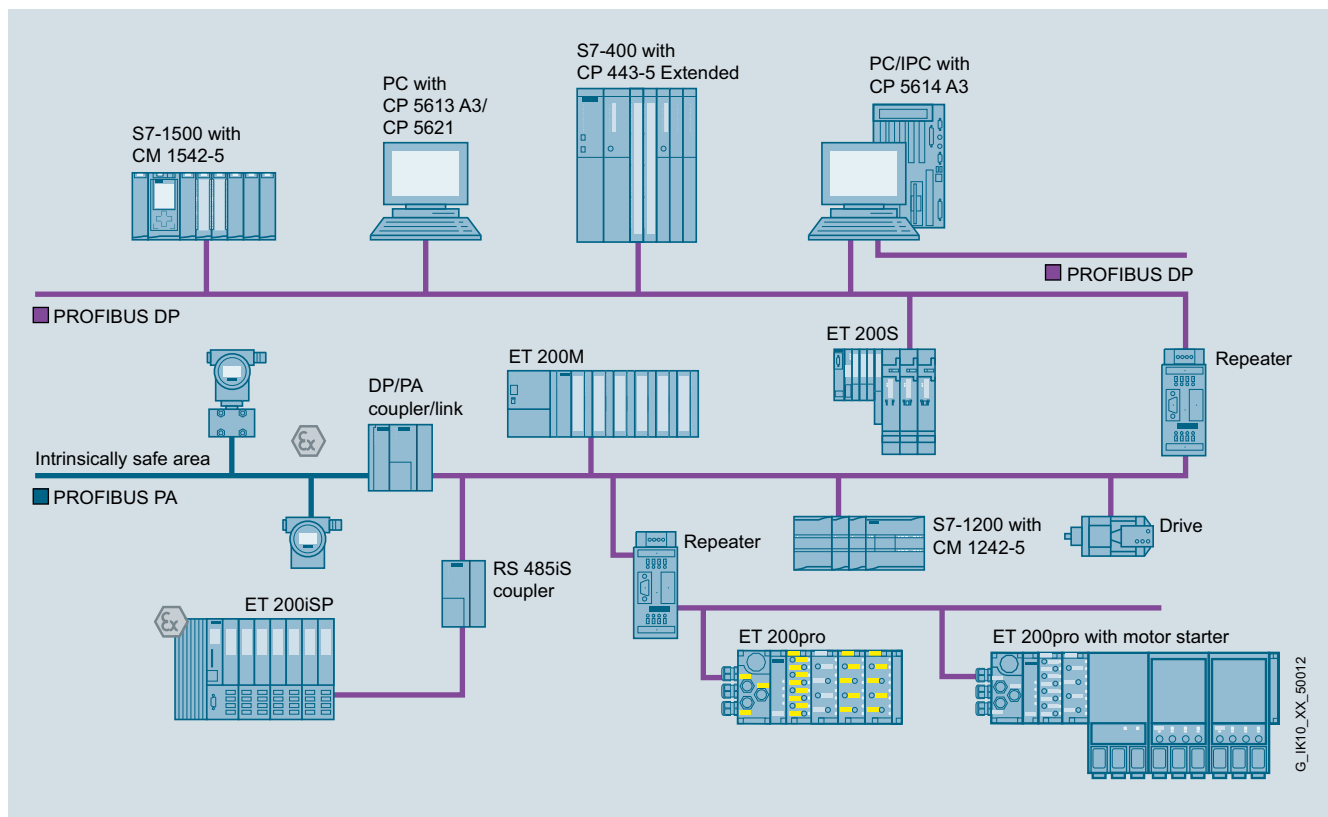 S7-400 with
CP 443-5 Extended
PC/IPC with
CP 5614 A3
PC with
CP 5613 A3/
CP 5621
S7-1500 with
CM 1542-5
PROFIBUS DP
PROFIBUS DP
ET 200S
ET 200M
Repeater
DP/PA
coupler/link
Ex
Intrinsically safe area
PROFIBUS PA
S7-1200 with
CM 1242-5
Drive
Repeater
RS 485iS
coupler
ET 200iSP
Ex
ET 200pro
ET 200pro with motor starter
G_IK10_XX_50012